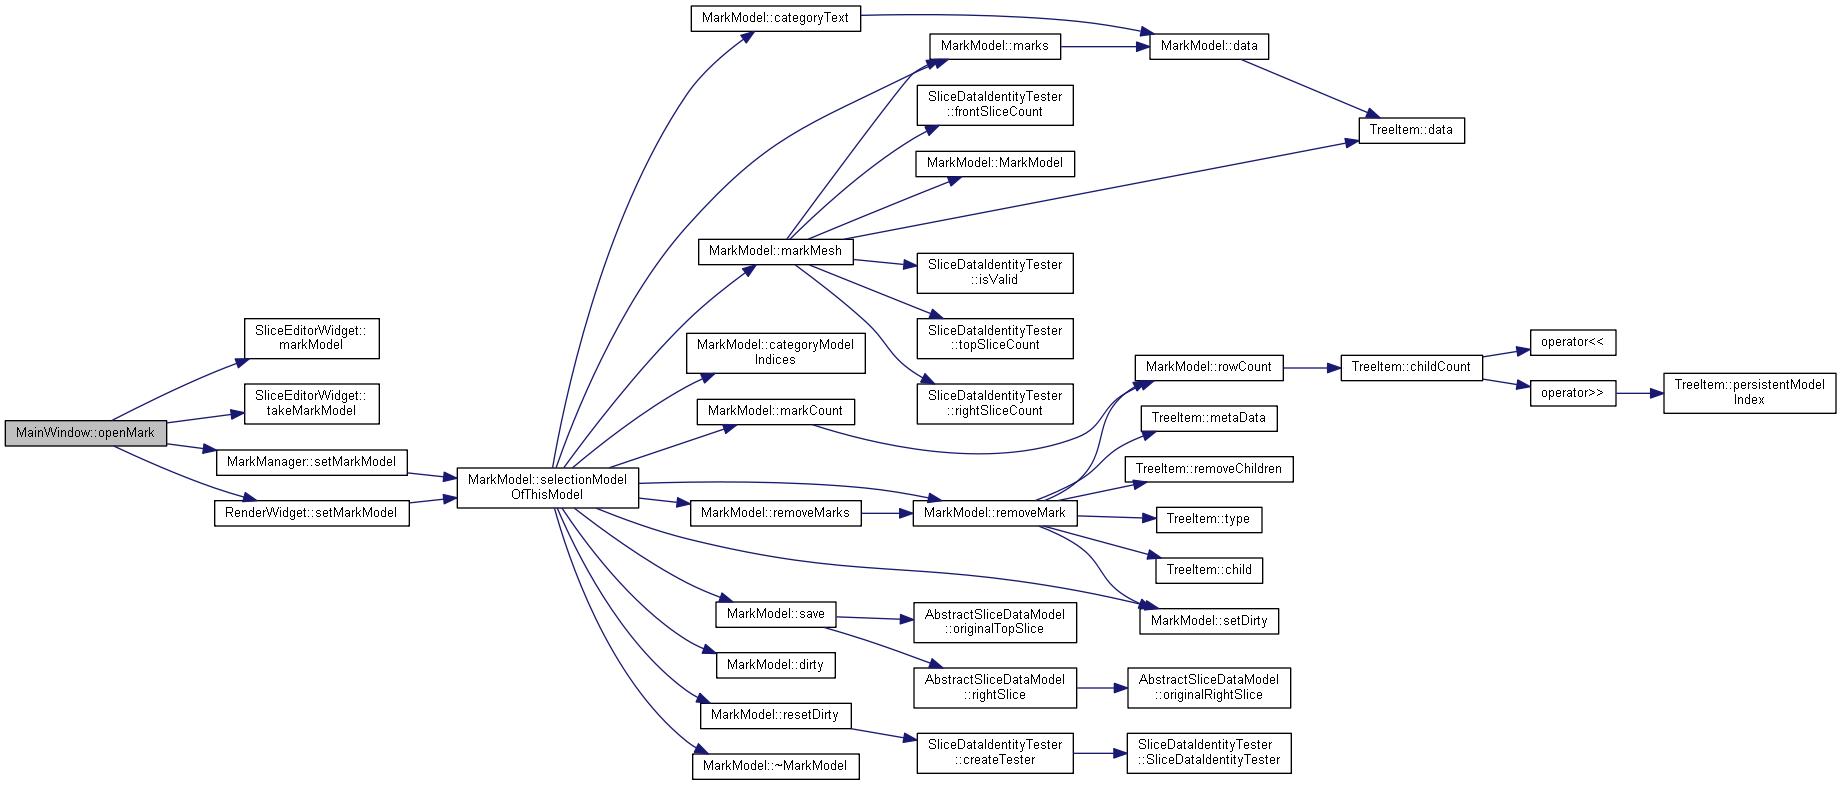 MainWindow::openMark
SliceEditorWidget::
markModel
SliceEditorWidget::
takeMarkModel
MarkManager::setMarkModel
RenderWidget::setMarkModel
MarkModel::selectionModel
OfThisModel
MarkModel::categoryText
MarkModel::markMesh
MarkModel::categoryModel
Indices
MarkModel::markCount
MarkModel::removeMarks
MarkModel::save
MarkModel::dirty
MarkModel::resetDirty
MarkModel::~MarkModel
MarkModel::marks
SliceDataIdentityTester
::frontSliceCount
MarkModel::MarkModel
SliceDataIdentityTester
::isValid
SliceDataIdentityTester
::topSliceCount
SliceDataIdentityTester
::rightSliceCount
MarkModel::removeMark
AbstractSliceDataModel
::originalTopSlice
AbstractSliceDataModel
::rightSlice
SliceDataIdentityTester
::createTester
MarkModel::data
MarkModel::rowCount
TreeItem::metaData
TreeItem::removeChildren
TreeItem::type
TreeItem::child
MarkModel::setDirty
AbstractSliceDataModel
::originalRightSlice
SliceDataIdentityTester
::SliceDataIdentityTester
TreeItem::data
TreeItem::childCount
operator<<
operator>>
TreeItem::persistentModel
Index